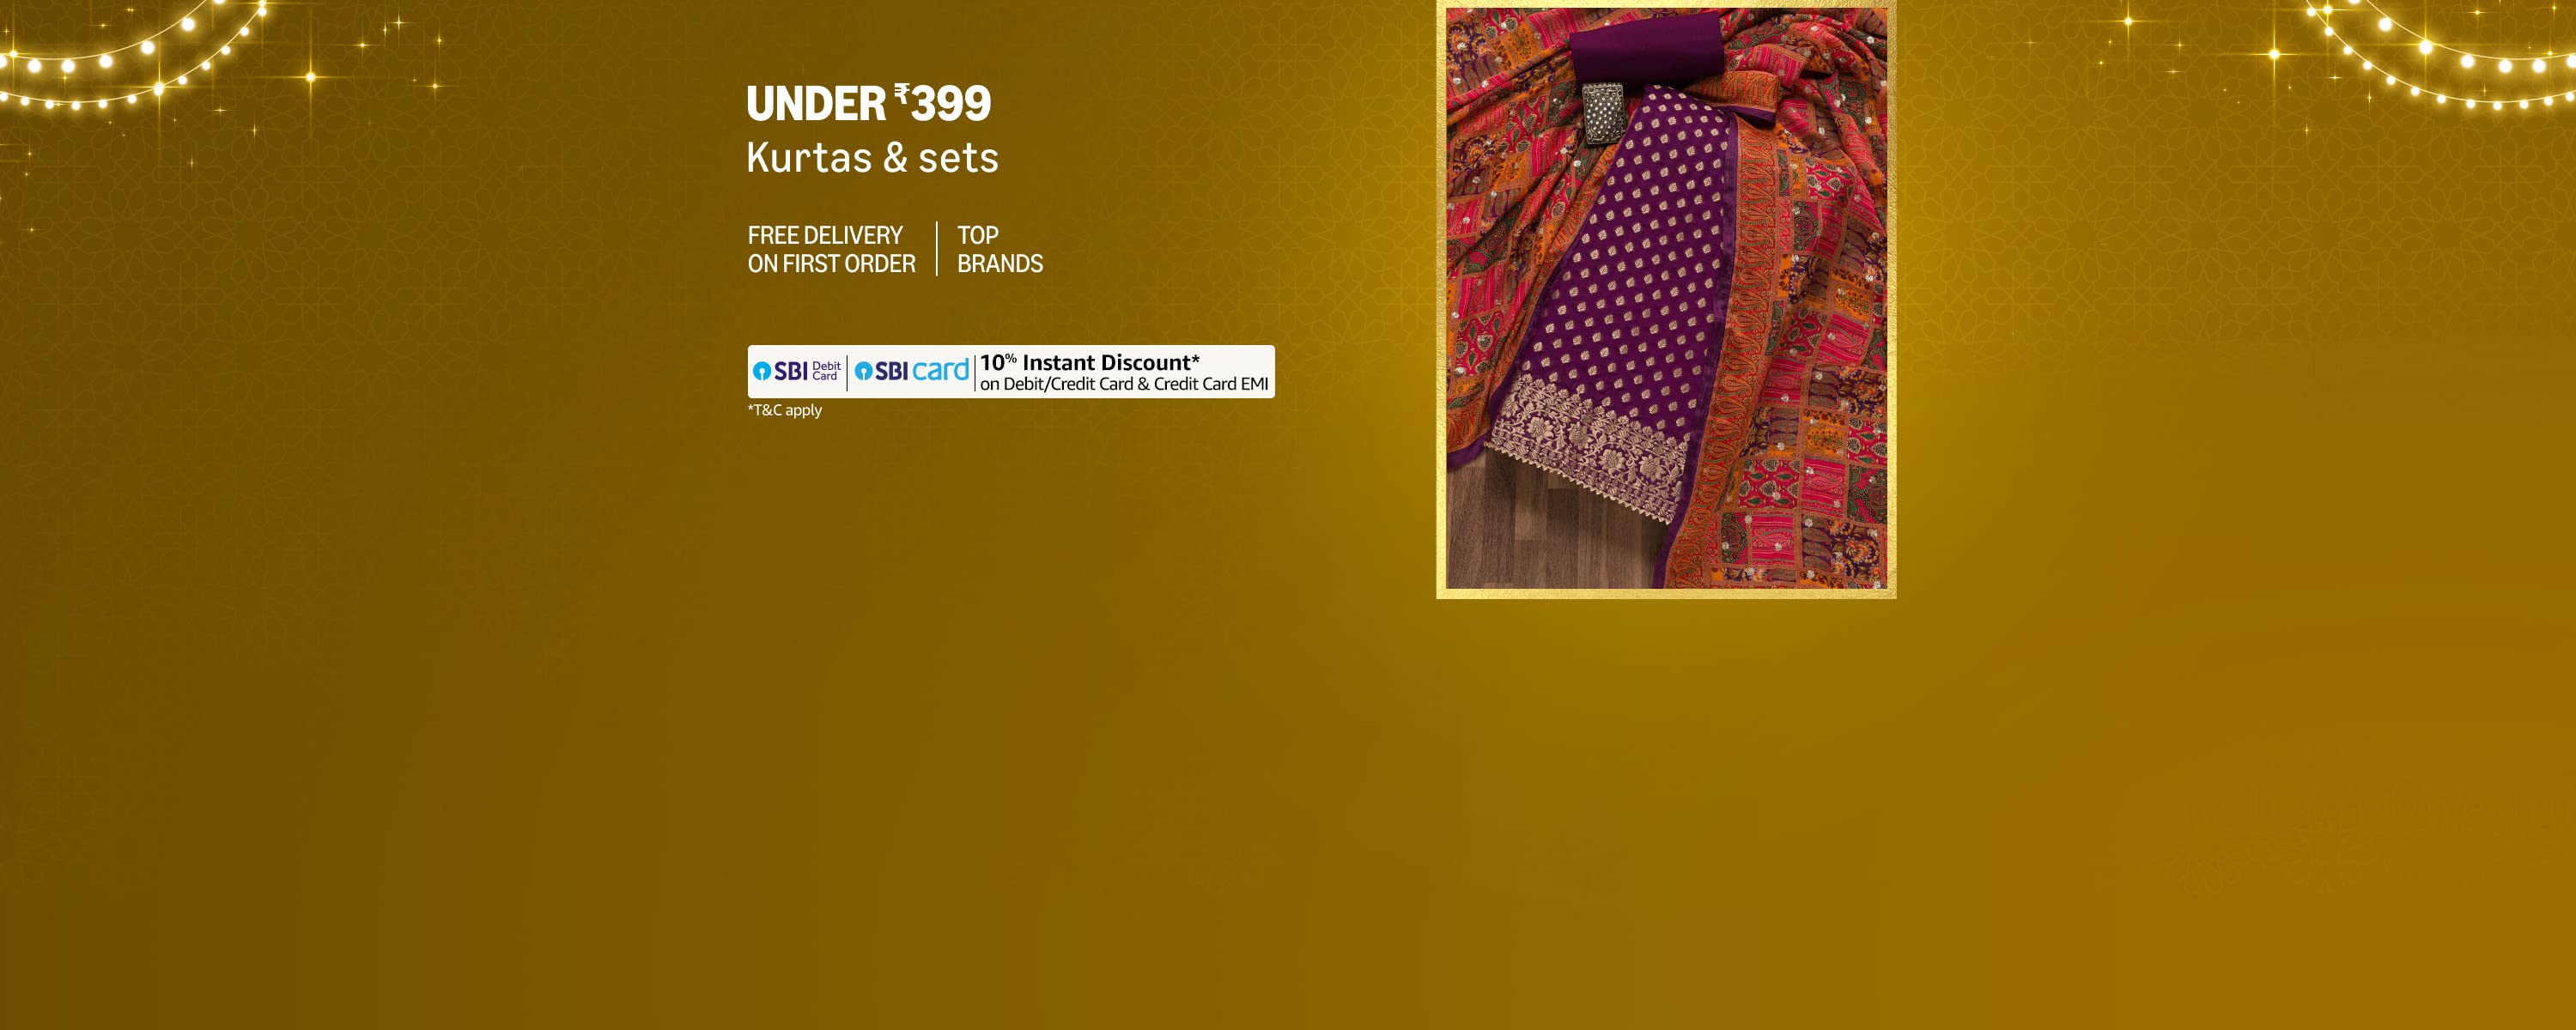 UNDER ₹399
Kurtas & sets
FREE DELIVERY
ON FIRST ORDER
TOP
BRANDS
SBI Debit Card
SBI card
10% Instant Discount*
on Debit/Credit Card & Credit Card EMI
*T&C apply